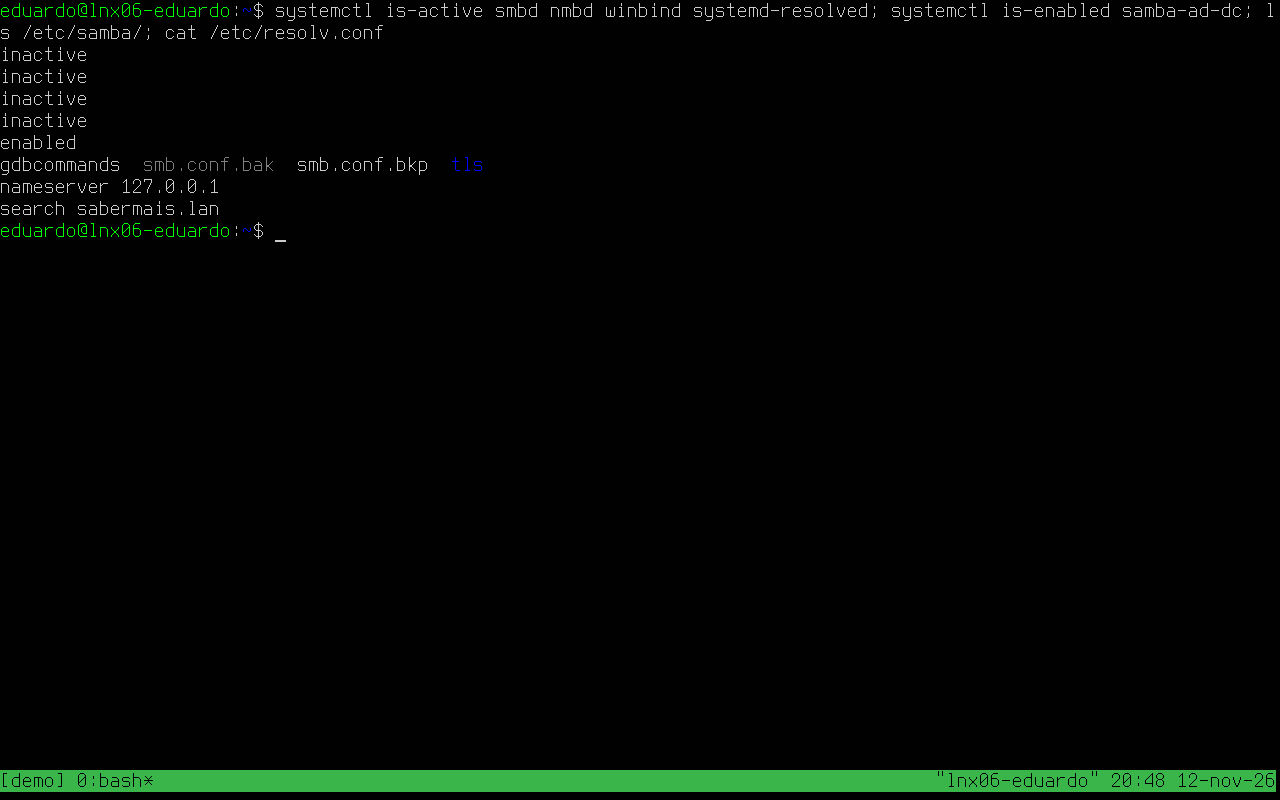 eduardo@lnx06-eduardo:~$ systemctl is-active smbd nmbd winbind systemd-resolved; systemctl is-enabled samba-ad-dc; l
s /etc/samba/; cat /etc/resolv.conf
inactive
inactive
inactive
inactive
enabled
gdbcommands  smb.conf.bak  smb.conf.bkp  tls
nameserver 127.0.0.1
search sabermais.lan
eduardo@lnx06-eduardo:~$ _
[demo] 0:bash*                                                                       "lnx06-eduardo" 20:48 12-nov-26